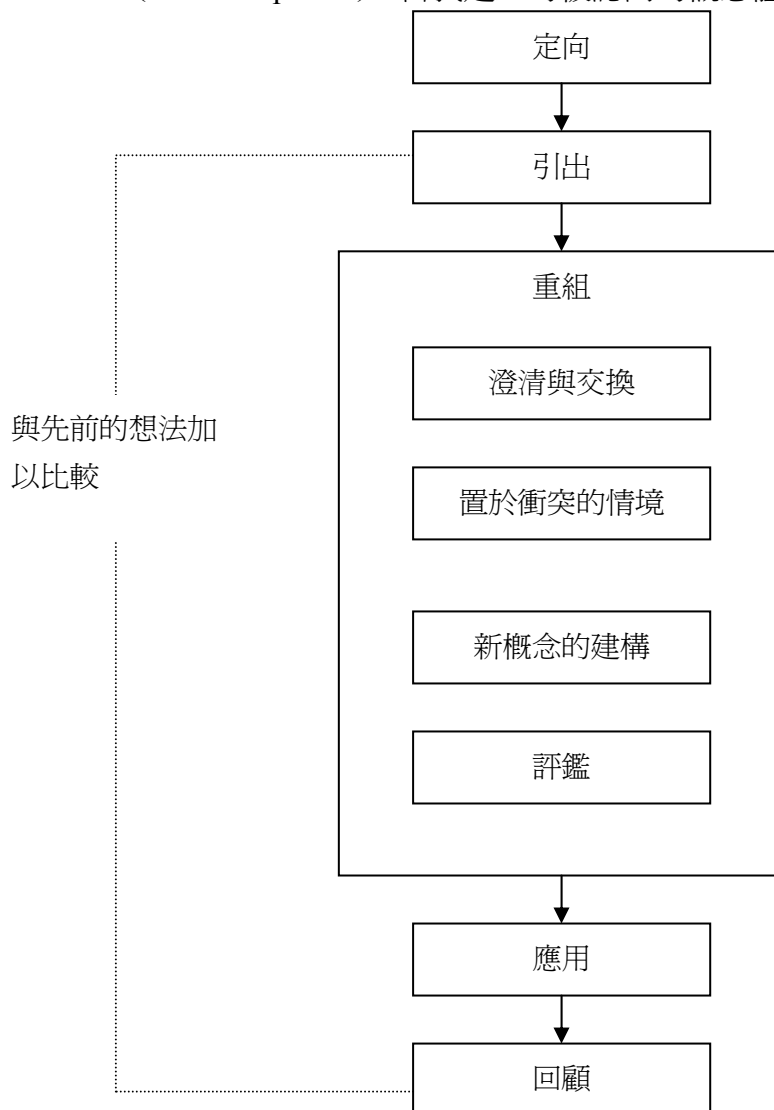 定向
引出
重組
澄清與交換
與先前的想法加
以比較
置於衝突的情境
新概念的建構
評鑑
應用
回顧